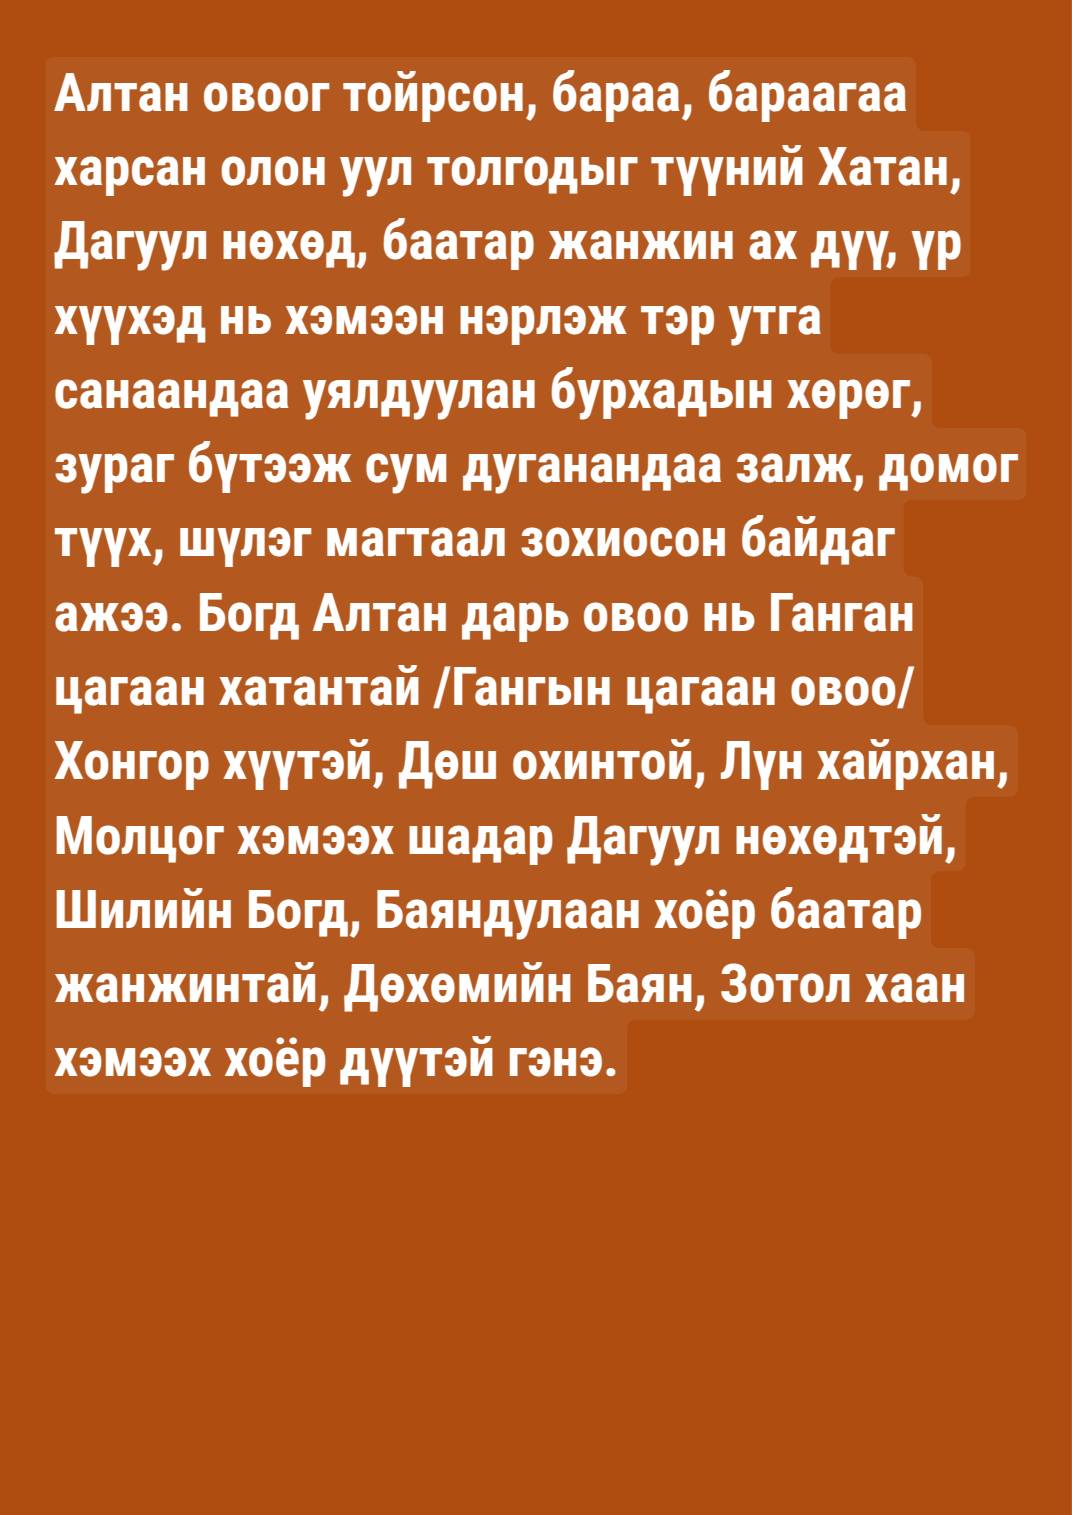 Алтан овоог тойрсон, бараа, бараагаа
харсан олон уул толгодыг түүний Хатан,
Дагуул нөхөд, баатар жанжин ах дүү, үр
хүүхэд нь хэмээн нэрлэж тэр утга
санаандаа уялдуулан бурхадын хөрөг,
зураг бүтээж сум дуганандаа залж, домог
түүх, шүлэг магтаал зохиосон байдаг
ажээ. Богд Алтан дарь овоо нь Ганган
цагаан хатантай /Гангын цагаан овоо/
Хонгор хүүтэй, Дөш охинтой, Лүн хайрхан,
Молцог хэмээх шадар Дагуул нөхөдтэй,
Шилийн Богд, Баяндулаан хоёр баатар
жанжинтай, Дөхөмийн Баян, Зотол хаан
хэмээх хоёр дүүтэй гэнэ.